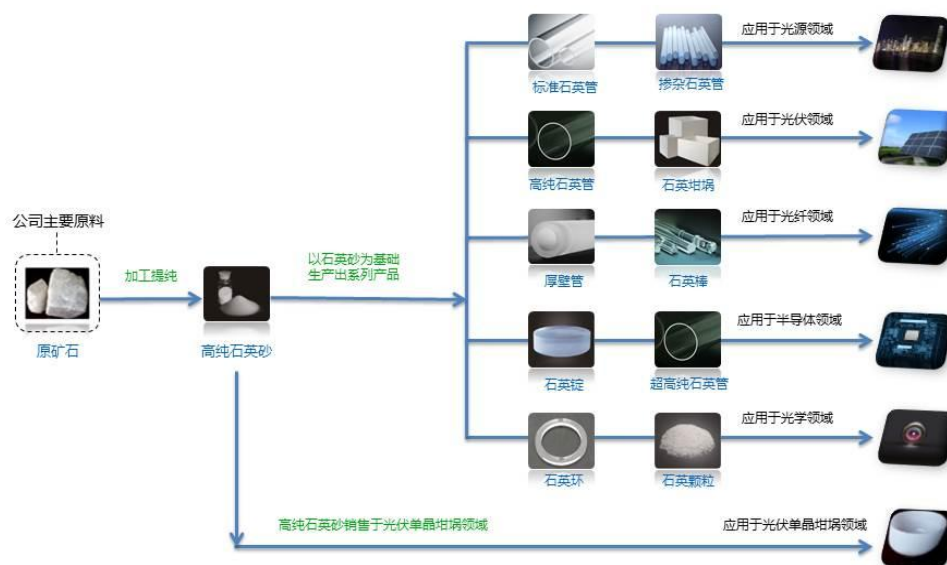 应用于光源领域
标准石英管
掺杂石英管
应用于光伏领域
高纯石英管
石英坩埚
公司主要原料
加工提纯
以石英砂为基础
生产出系列产品
应用于光纤领域
厚壁管
石英棒
原矿石
高纯石英砂
应用于半导体领域
石英锭
超高纯石英管
应用于光学领域
石英环
石英颗粒
高纯石英砂销售于光伏单晶坩埚领域
应用于光伏单晶坩埚领域